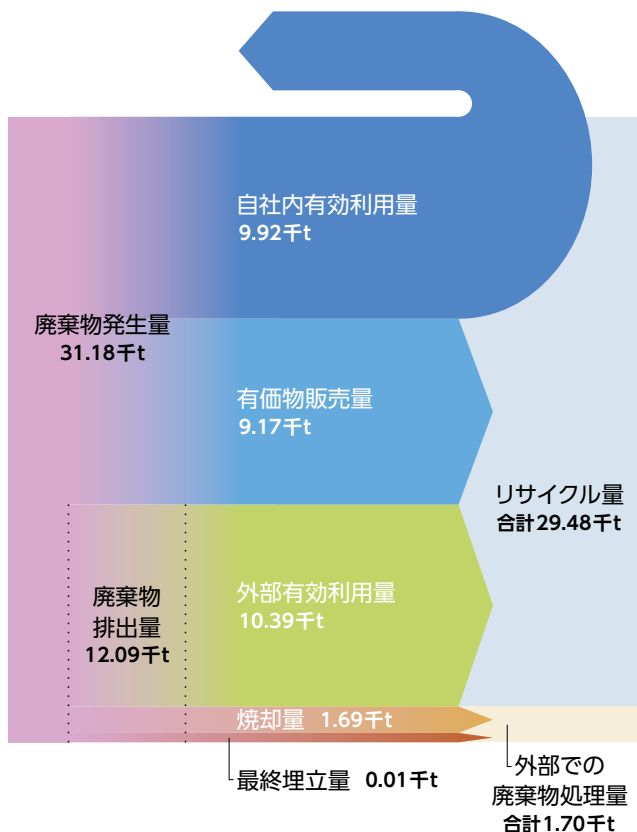 自社内有効利用量
9.92千t
廃棄物発生量
31.18千t
有価物販売量
9.17千t
リサイクル量
合計29.48千t
廃棄物
排出量
12.09千t
外部有効利用量
10.39千t
焼却量 1.69千t
最終埋立量 0.01千t
外部での
廃棄物処理量
合計1.70千t